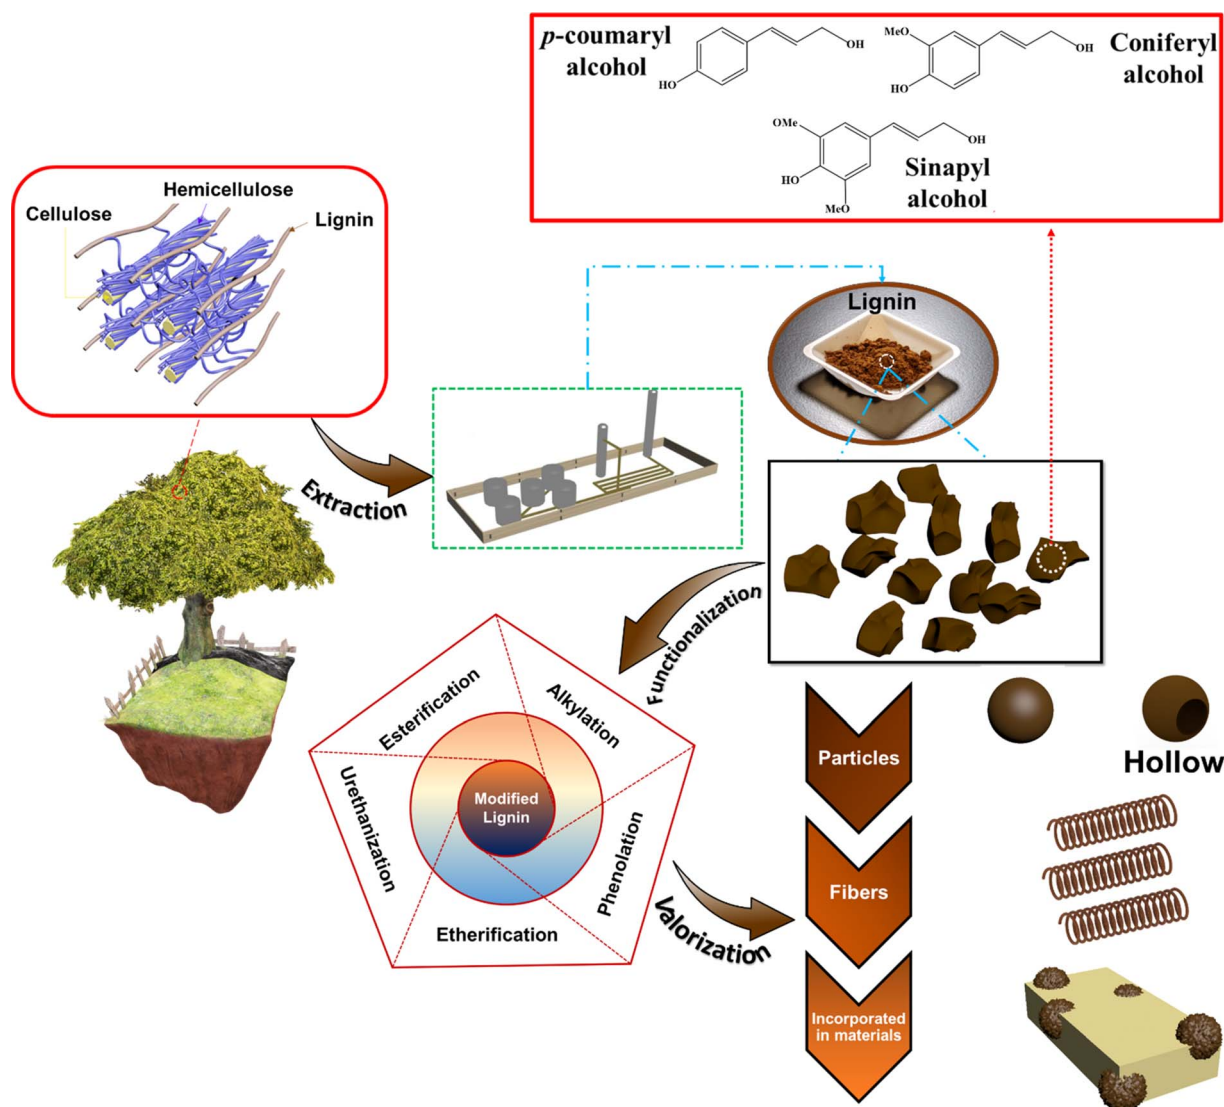 p-coumaryl
alcohol
OH
HO
MeO
OH
HO
Coniferyl
alcohol
OMe
OH
HO
MeO
Sinapyl
alcohol
Hemicellulose
Cellulose
Lignin
Lignin
Extraction
Functionalization
Esterification
Alkylation
Urethanization
Modified
Lignin
Phenolation
Etherification
Valorization
Particles
Hollow
Fibers
Incorporated
in materials